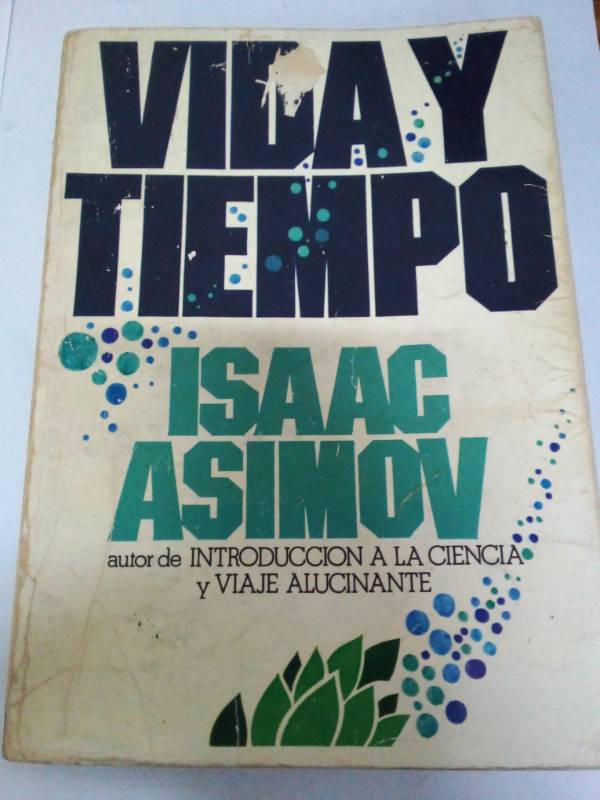 VIDA Y
TIEMPO
ISAAC
ASIMOV
autor de INTRODUCCION A LA CIENCIA
y VIAJE ALUCINANTE